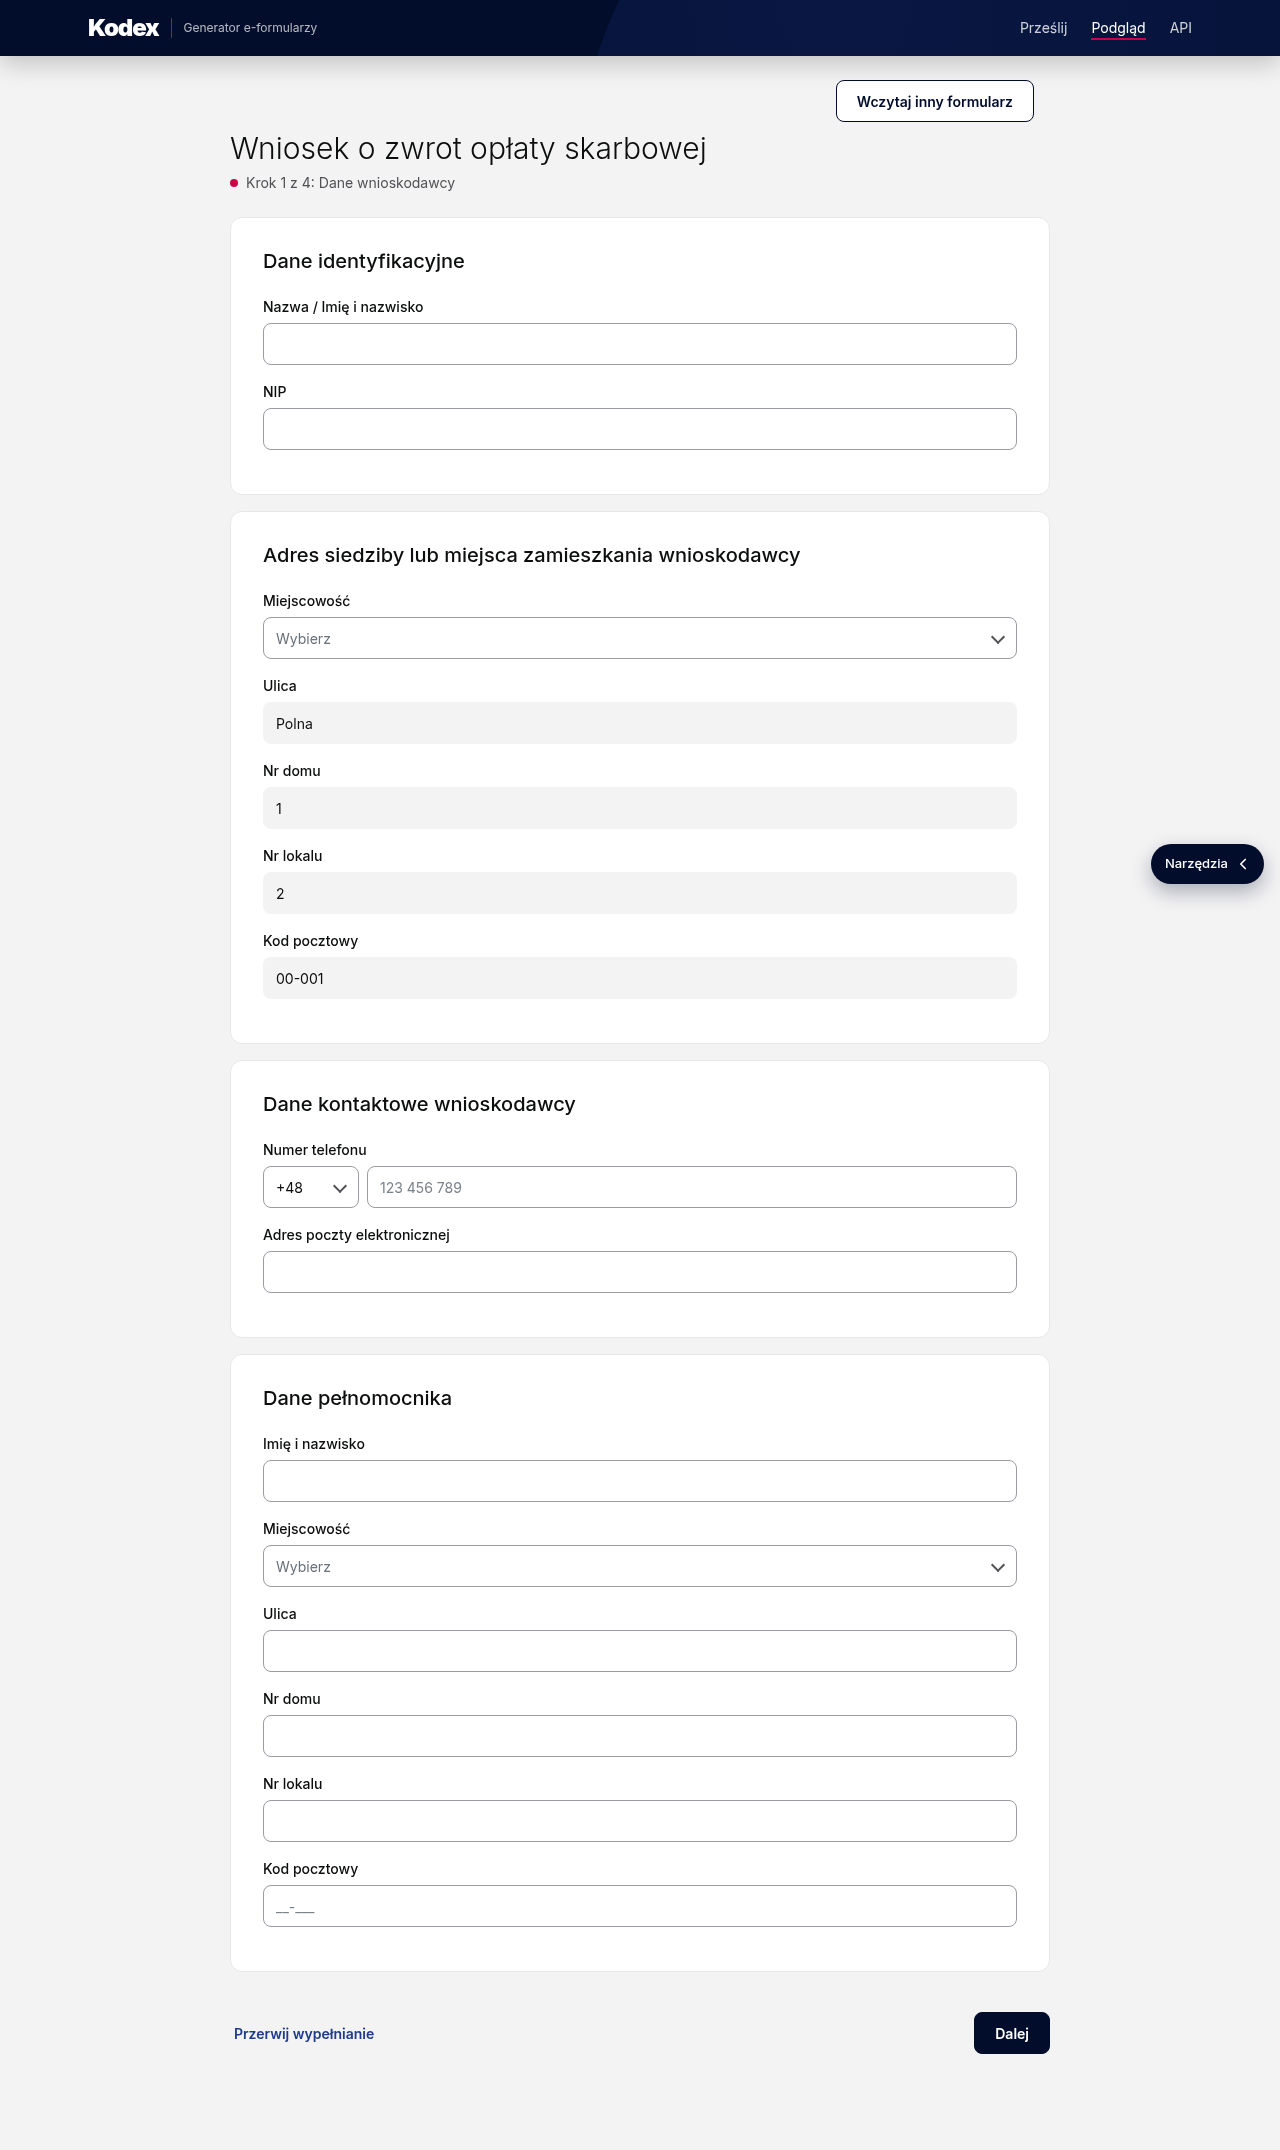 Kodex
Generator e-formularzy
Prześlij
Podgląd
API
Wczytaj inny formularz
Wniosek o zwrot opłaty skarbowej
Krok 1 z 4: Dane wnioskodawcy
Dane identyfikacyjne
Nazwa / Imię i nazwisko
NIP
Adres siedziby lub miejsca zamieszkania wnioskodawcy
Miejscowość
Wybierz
Ulica
Polna
Nr domu
1
Nr lokalu
2
Kod pocztowy
00-001
Narzędzia
Dane kontaktowe wnioskodawcy
Numer telefonu
+48
123 456 789
Adres poczty elektronicznej
Dane pełnomocnika
Imię i nazwisko
Miejscowość
Wybierz
Ulica
Nr domu
Nr lokalu
Kod pocztowy
__-___
Przerwij wypełnianie
Dalej